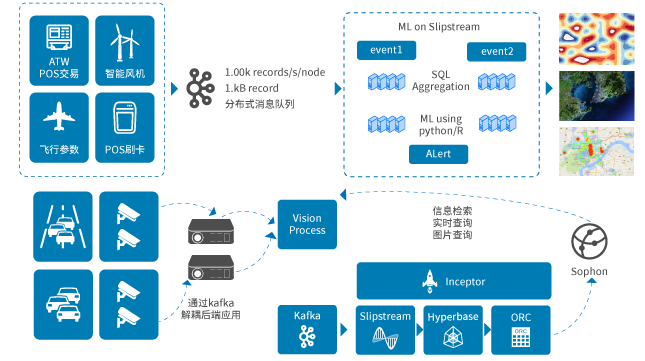 ATW
POS交易
智能风机
飞行参数
POS刷卡
1.00k records/s/node
1.kB record
分布式消息队列
ML on Slipstream
event1
event2
SQL
Aggregation
ML using
python/R
ALert
通过kafka
解耦后端应用
Vision
Process
信息检索
实时查询
图片查询
Sophon
Inceptor
Kafka
Slipstream
Hyperbase
ORC
ORC